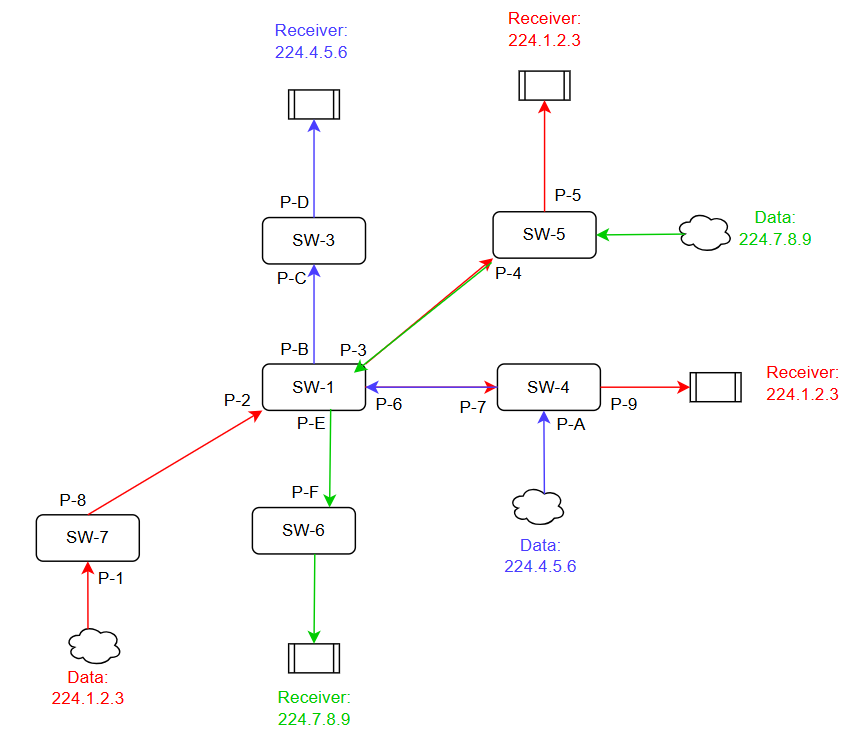 Receiver:
224.4.5.6
Receiver:
224.1.2.3
P-D
SW-3
P-C
P-5
SW-5
P-4
Data:
224.7.8.9
P-B
P-3
SW-1
P-2
P-6
P-E
P-7
SW-4
P-9
P-A
Receiver:
224.1.2.3
P-8
SW-7
P-1
P-F
SW-6
Data:
224.4.5.6
Data:
224.1.2.3
Receiver:
224.7.8.9